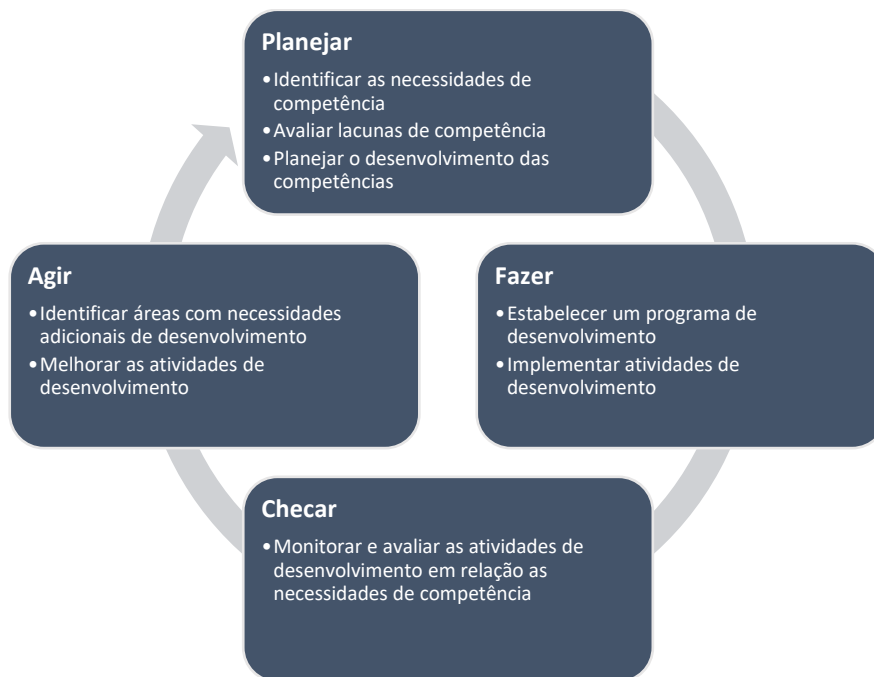 Planejar
•Identificar as necessidades de
competência
•Avaliar lacunas de competência
•Planejar o desenvolvimento das
competências
Agir
•Identificar áreas com necessidades
adicionais de desenvolvimento
•Melhorar as atividades de
desenvolvimento
Fazer
•Estabelecer um programa de
desenvolvimento
•Implementar atividades de
desenvolvimento
Checar
•Monitorar e avaliar as atividades de
desenvolvimento em relação as
necessidades de competência